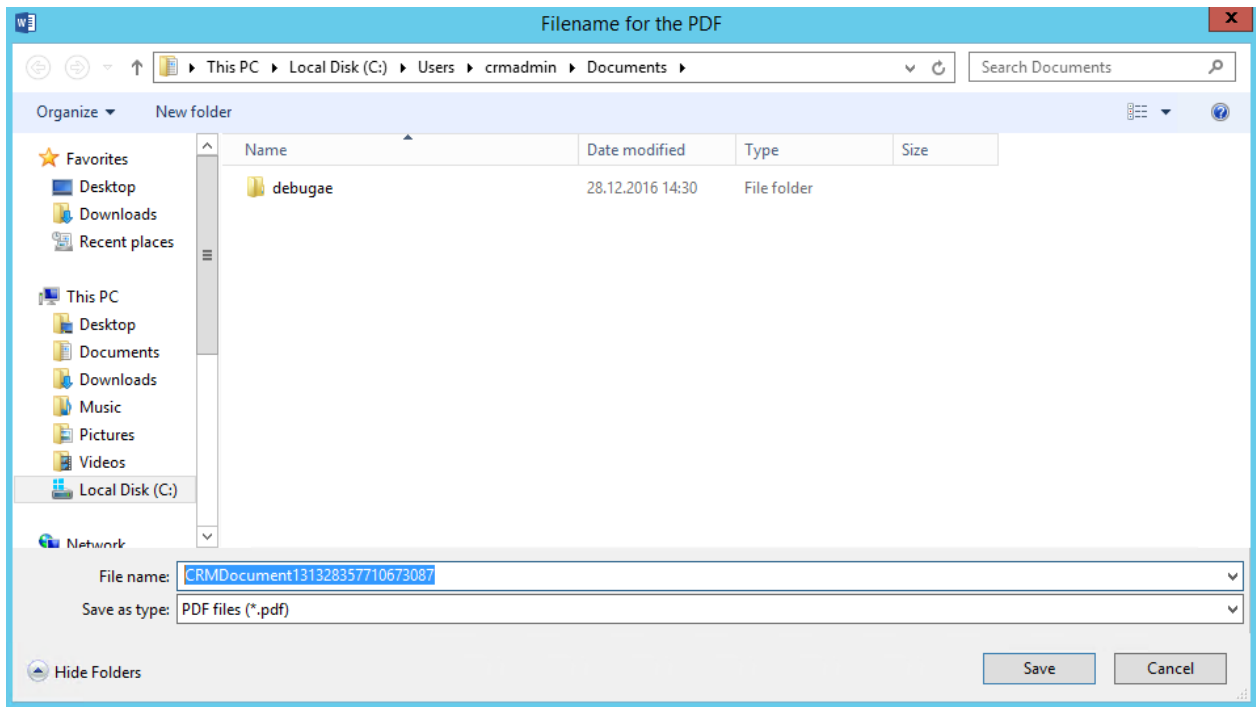 Filename for the PDF
x
This PC Local Disk (C:) Users crmadmin Documents
Search Documents
Organize New folder
Name Date modified Type Size
Favorites
Desktop
Downloads
Recent places
debugae 28.12.2016 14:30 File folder
This PC
Desktop
Documents
Downloads
Music
Pictures
Videos
Local Disk (C:)
Network
File name: CRMDocument131328357710673087
Save as type: PDF files (*.pdf)
Hide Folders
Save Cancel